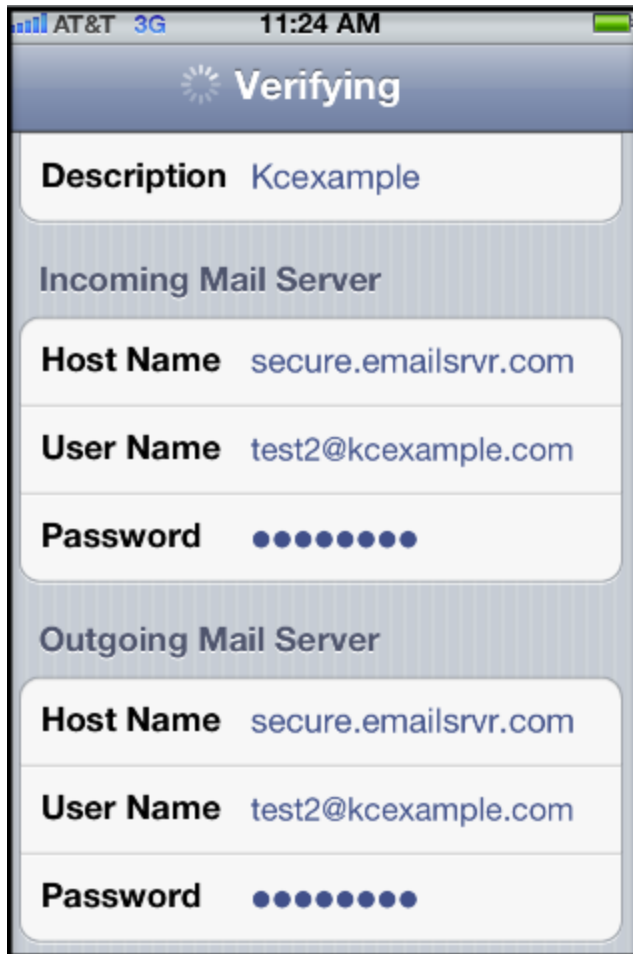 AT&T 3G 11:24 AM
Verifying
Description Kcexample
Incoming Mail Server
Host Name secure.emailsrvr.com
User Name test2@kcexample.com
Password ●●●●●●●●
Outgoing Mail Server
Host Name secure.emailsrvr.com
User Name test2@kcexample.com
Password ●●●●●●●●